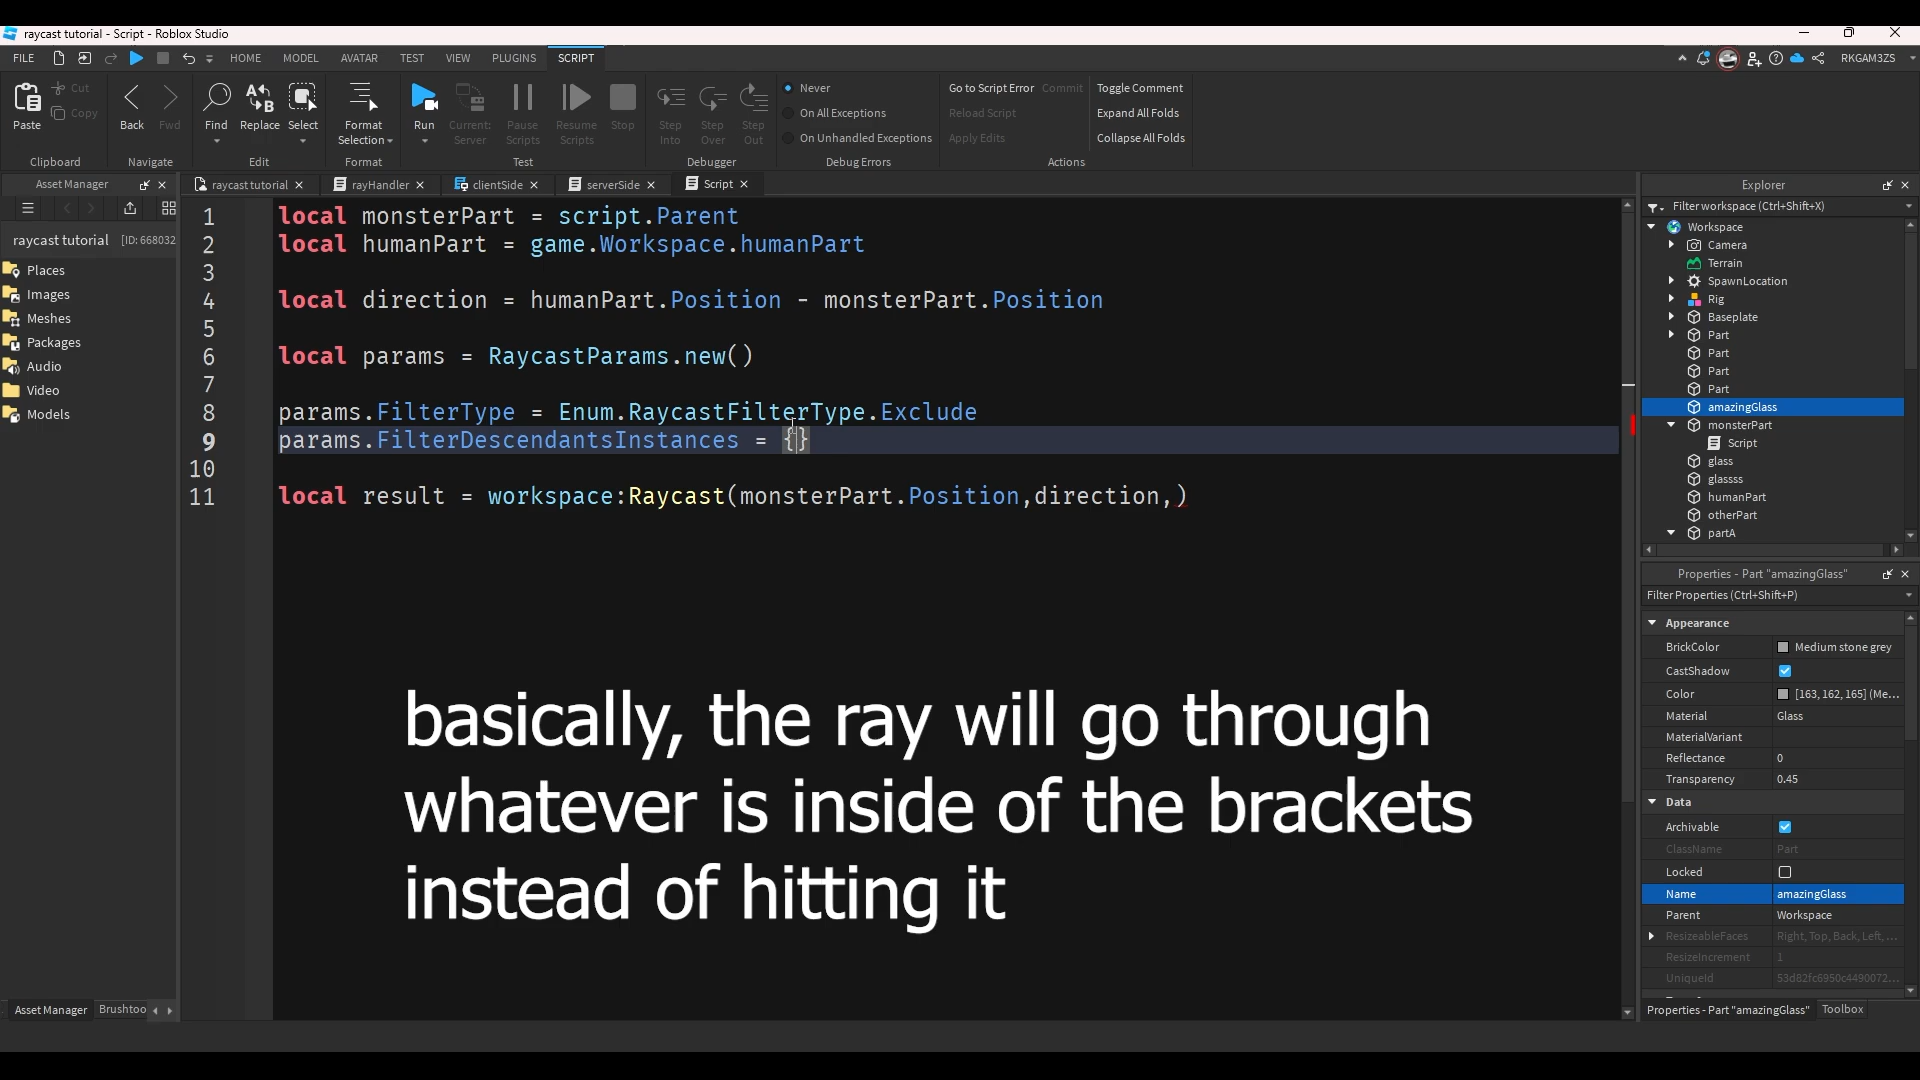 raycast tutorial - Script - Roblox Studio
FILE HOME MODEL AVATAR TEST VIEW PLUGINS SCRIPT RKGAM3ZS
Paste Cut Copy Back Fwd Find Replace Select Format Selection Run Current: Server Pause Scripts Resume Scripts Stop Step Into Step Over Step Out
Never
On All Exceptions
On Unhandled Exceptions
Go to Script Error Commit
Reload Script
Apply Edits
Toggle Comment
Expand All Folds
Collapse All Folds
Clipboard Navigate Edit Format Test Debugger Debug Errors Actions
Asset Manager
raycast tutorial rayHandler clientSide serverSide Script
raycast tutorial [ID: 668032
Places
Images
Meshes
Packages
Audio
Video
Models
1 local monsterPart = script.Parent
2 local humanPart = game.Workspace.humanPart
3
4 local direction = humanPart.Position - monsterPart.Position
5
6 local params = RaycastParams.new()
7
8 params.FilterType = Enum.RaycastFilterType.Exclude
9 params.FilterDescendantsInstances = {}
10
11 local result = workspace:Raycast(monsterPart.Position,direction,)
basically, the ray will go through
whatever is inside of the brackets
instead of hitting it
Explorer
Filter workspace (Ctrl+Shift+X)
Workspace
Camera
Terrain
SpawnLocation
Rig
Baseplate
Part
Part
Part
Part
amazingGlass
monsterPart
Script
glass
glassss
humanPart
otherPart
partA
Properties - Part "amazingGlass"
Filter Properties (Ctrl+Shift+P)
Appearance
BrickColor Medium stone grey
CastShadow
Color [163, 162, 165] (Me...
Material Glass
MaterialVariant
Reflectance 0
Transparency 0.45
Data
Archivable
ClassName Part
Locked
Name amazingGlass
Parent Workspace
ResizeableFaces Right, Top, Back, Left, ...
ResizeIncrement 1
UniqueId 53d82fc6950c4490072...
Asset Manager Brushtoo
Properties - Part "amazingGlass" Toolbox